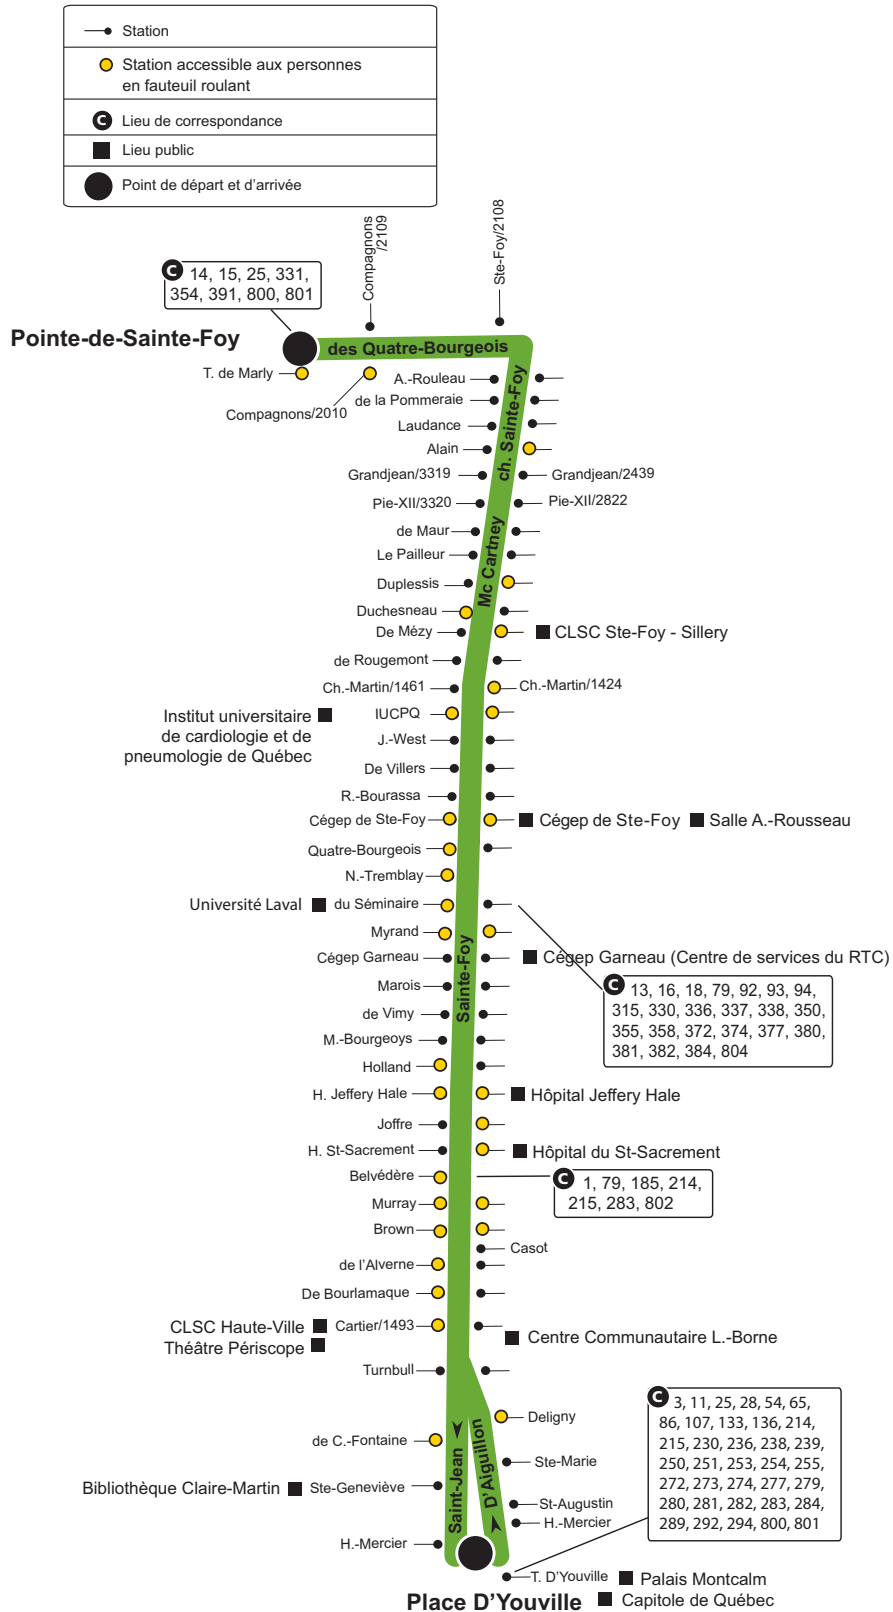 Station
Station accessible aux personnes
en fauteuil roulant
C Lieu de correspondance
Lieu public
Point de départ et d'arrivée
Compagnons
/2109
Ste-Foy/2108
C 14, 15, 25, 331,
354, 391, 800, 801
Pointe-de-Sainte-Foy
des Quatre-Bourgeois
T. de Marly
Compagnons/2010
ch. Sainte-Foy
A.-Rouleau
de la Pommeraie
Laudance
Alain
Grandjean/3319
Grandjean/2439
Pie-XII/3320
Pie-XII/2822
Mc Cartney
de Maur
Le Pailleur
Duplessis
Duchesneau
De Mézy
CLSC Ste-Foy - Sillery
de Rougemont
Ch.-Martin/1461
Ch.-Martin/1424
Institut universitaire
de cardiologie et de
pneumologie de Québec
IUCPQ
J.-West
De Villers
R.-Bourassa
Cégep de Ste-Foy
Cégep de Ste-Foy
Salle A.-Rousseau
Quatre-Bourgeois
N.-Tremblay
Université Laval
du Séminaire
Myrand
Sainte-Foy
Cégep Garneau
Cégep Garneau (Centre de services du RTC)
C 13, 16, 18, 79, 92, 93, 94,
315, 330, 336, 337, 338, 350,
355, 358, 372, 374, 377, 380,
381, 382, 384, 804
Marois
de Vimy
M.-Bourgeoys
Holland
H. Jeffery Hale
Hôpital Jeffery Hale
Joffre
H. St-Sacrement
Hôpital du St-Sacrement
Belvédère
C 1, 79, 185, 214,
215, 283, 802
Murray
Brown
Casot
de l'Alverne
De Bourlamaque
CLSC Haute-Ville
Théâtre Périscope
Cartier/1493
Centre Communautaire L.-Borne
Turnbull
Deligny
de C.-Fontaine
Saint-Jean
D'Aiguillon
Ste-Marie
Bibliothèque Claire-Martin
Ste-Geneviève
St-Augustin
H.-Mercier
H.-Mercier
C 3, 11, 25, 28, 54, 65,
86, 107, 133, 136, 214,
215, 230, 236, 238, 239,
250, 251, 253, 254, 255,
272, 273, 274, 277, 279,
280, 281, 282, 283, 284,
289, 292, 294, 800, 801
T. D'Youville
Palais Montcalm
Place D'Youville
Capitole de Québec